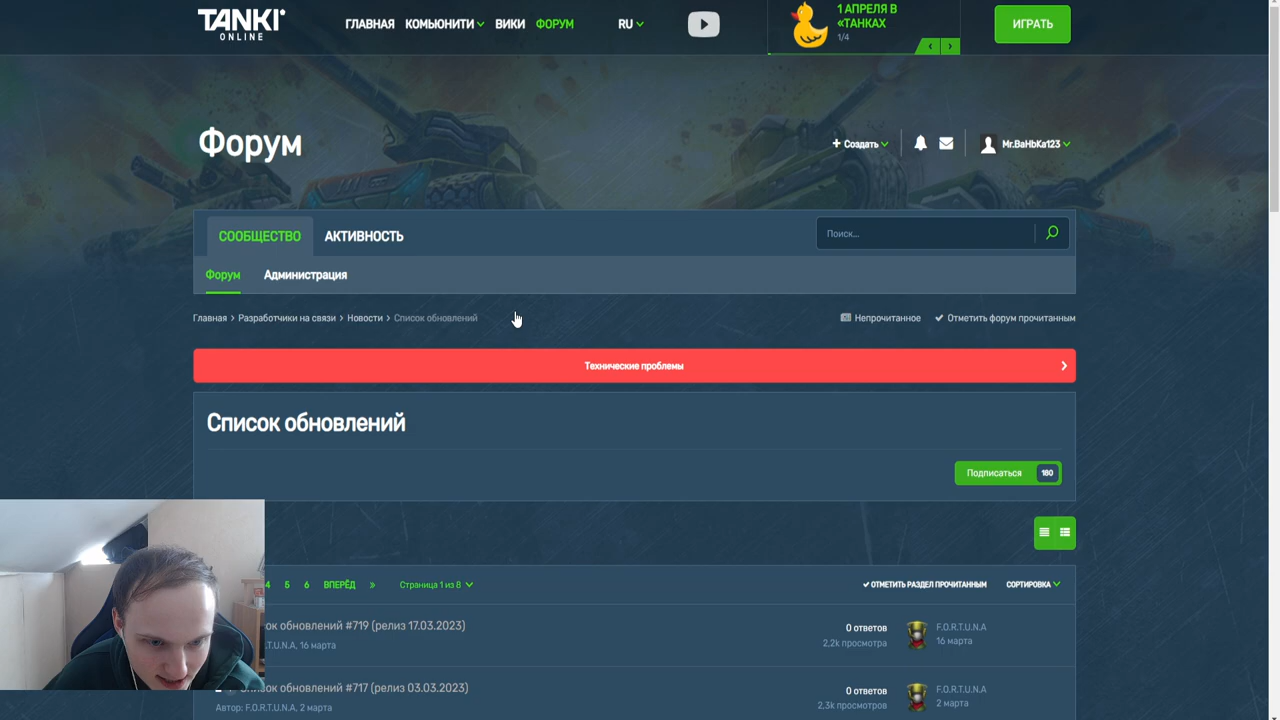 TANKI
ONLINE
ГЛАВНАЯ
КОМЬЮНИТИ
ВИКИ
ФОРУМ
RU
1 АПРЕЛЯ В
«ТАНКАХ
1/4
ИГРАТЬ
Форум
+ Создать
Mr.BaHbKa123
СООБЩЕСТВО
АКТИВНОСТЬ
Поиск...
Форум
Администрация
Главная > Разработчики на связи > Новости > Список обновлений
Непрочитанное
Отметить форум прочитанным
Технические проблемы
Список обновлений
Подписаться 180
4 5 6 ВПЕРЁД » Страница 1 из 8
ОТМЕТИТЬ РАЗДЕЛ ПРОЧИТАННЫМ
СОРТИРОВКА
ок обновлений #719 (релиз 17.03.2023)
.T.U.N.A, 16 марта
0 ответов
2,2k просмотра
F.O.R.T.U.N.A
16 марта
Список обновлений #717 (релиз 03.03.2023)
Автор: F.O.R.T.U.N.A, 2 марта
0 ответов
2,3k просмотров
F.O.R.T.U.N.A
2 марта